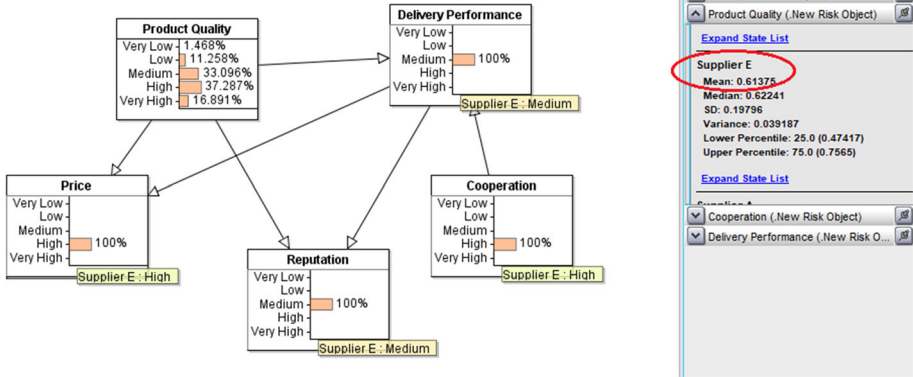 Product Quality
Very Low 1.468%
Low 11.258%
Medium 33.096%
High 37.287%
Very High 16.891%
Delivery Performance
Very Low
Low
Medium 100%
High
Very High
Supplier E : Medium
Price
Very Low
Low
Medium
High 100%
Very High
Supplier E : High
Reputation
Very Low
Low
Medium 100%
High
Very High
Supplier E : Medium
Cooperation
Very Low
Low
Medium
High 100%
Very High
Supplier E : High
Product Quality (.New Risk Object)
Expand State List
Supplier E
Mean: 0.61375
Median: 0.62241
SD: 0.19796
Variance: 0.039187
Lower Percentile: 25.0 (0.47417)
Upper Percentile: 75.0 (0.7565)
Expand State List
Cooperation (.New Risk Object)
Delivery Performance (.New Risk O...